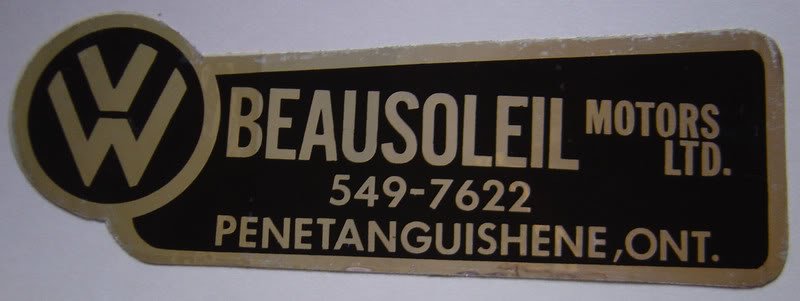 VW
BEAUSOLEIL MOTORS LTD.
549-7622
PENETANGUISHENE, ONT.